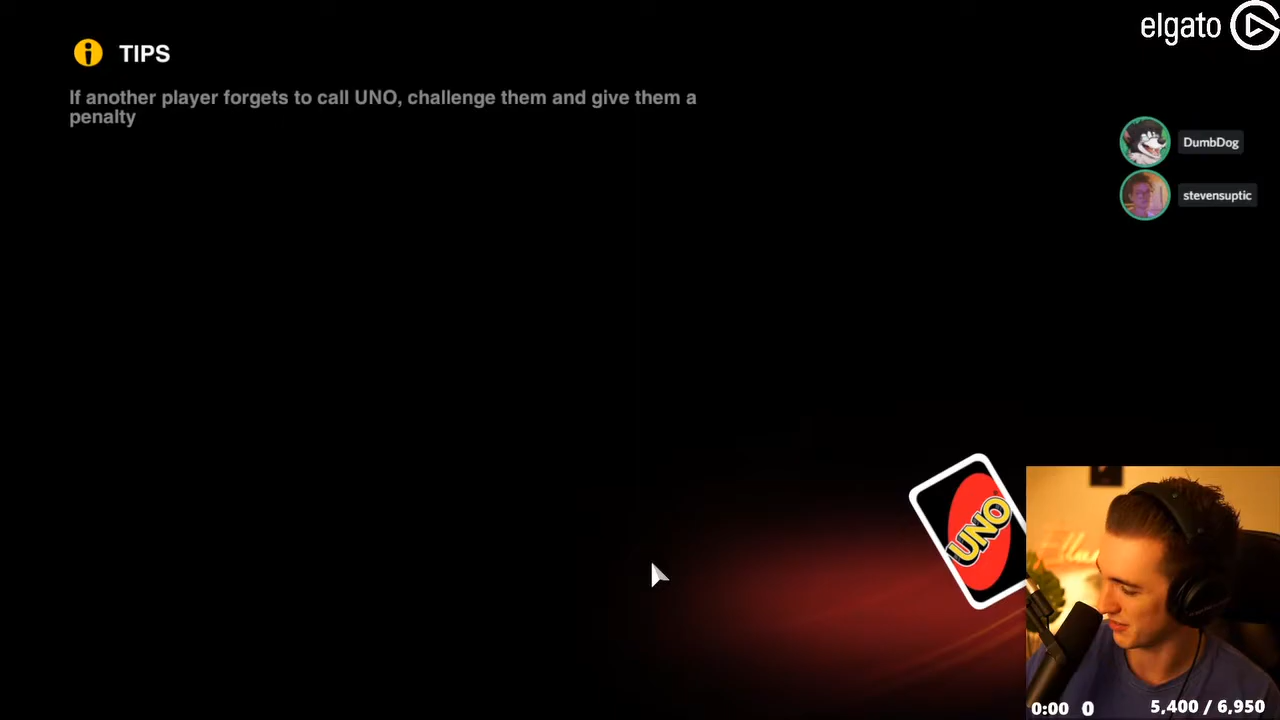 elgato
TIPS
If another player forgets to call UNO, challenge them and give them a
penalty
DumbDog
stevensuptic
UNO
0:00 0
5,400 / 6,950